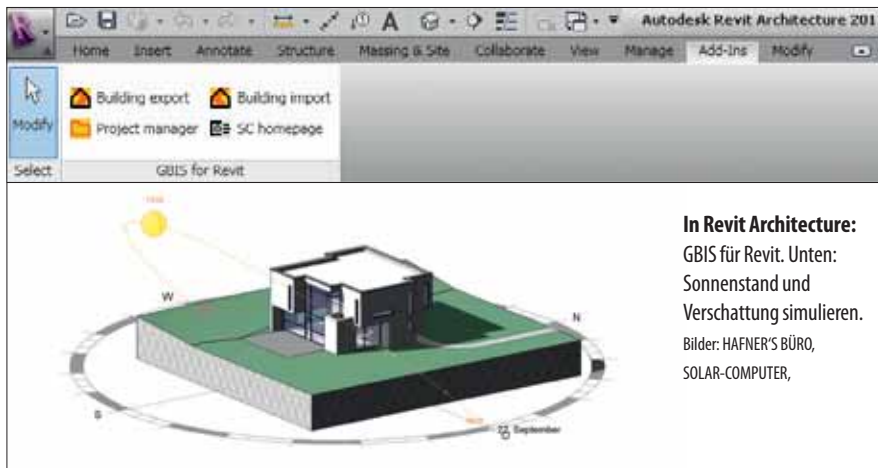 Autodesk Revit Architecture 201
Home Insert Annotate Structure Massing & Site Collaborate View Manage Add-Ins Modify
Modify
Building export Building import
Project manager SC homepage
Select GBIS for Revit
In Revit Architecture:
GBIS für Revit. Unten:
Sonnenstand und
Verschattung simulieren.
Bilder: HAFNER'S BÜRO,
SOLAR-COMPUTER,
W
N
S
22. September